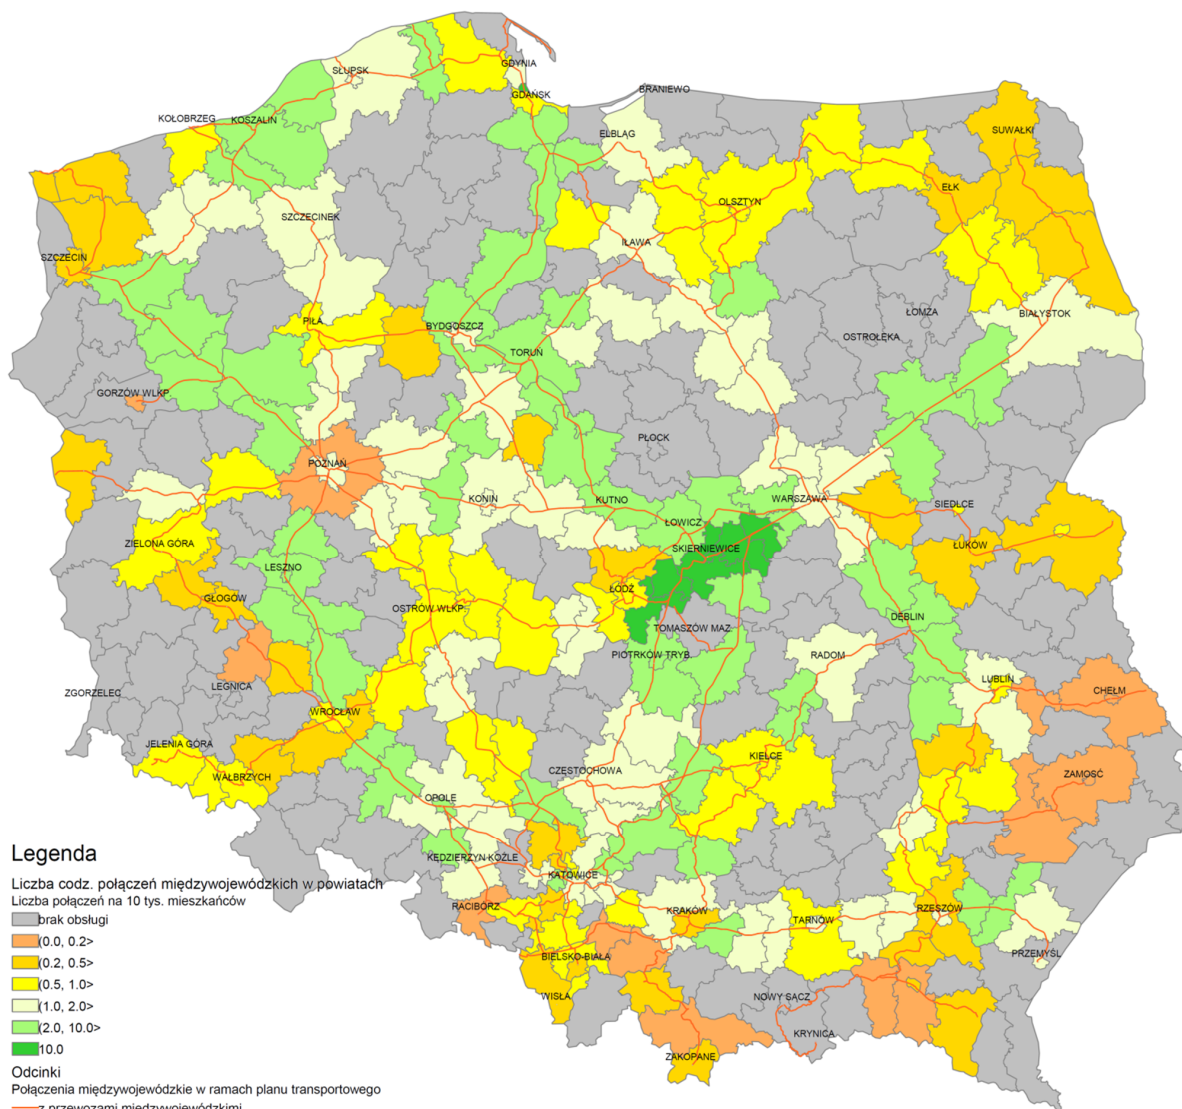 GDYNIA
SŁUPSK
GDAŃSK
BRANIEWO
KOŁOBRZEG
KOSZALIN
ELBLĄG
SUWAŁKI
EŁK
OLSZTYN
SZCZECINEK
IŁAWA
SZCZECIN
ŁOMŻA
BIAŁYSTOK
PIŁA
BYDGOSZCZ
OSTROŁĘKA
TORUŃ
GORZÓW WLKP.
PŁOCK
POZNAŃ
KONIN
KUTNO
WARSZAWA
SIEDLCE
ŁOWICZ
ZIELONA GÓRA
SKIERNIEWICE
ŁUKÓW
LESZNO
ŁÓDŹ
GŁOGÓW
OSTRÓW WLKP.
DĘBLIN
TOMASZÓW MAZ.
PIOTRKÓW TRYB.
RADOM
LUBLIN
LEGNICA
ZGORZELEC
CHEŁM
WROCŁAW
JELENIA GÓRA
KIELCE
WAŁBRZYCH
CZĘSTOCHOWA
ZAMOŚĆ
OPOLE
KĘDZIERZYN-KOŹLE
KATOWICE
RACIBÓRZ
KRAKÓW
RZESZÓW
TARNÓW
PRZEMYŚL
BIELSKO-BIAŁA
WISŁA
NOWY SĄCZ
KRYNICA
ZAKOPANE
Legenda
Liczba codz. połączeń międzywojewódzkich w powiatach
Liczba połączeń na 10 tys. mieszkańców
brak obsługi
(0.0, 0.2>
(0.2, 0.5>
(0.5, 1.0>
(1.0, 2.0>
(2.0, 10.0>
10.0
Odcinki
Połączenia międzywojewódzkie w ramach planu transportowego
z przewozami międzywojewódzkimi